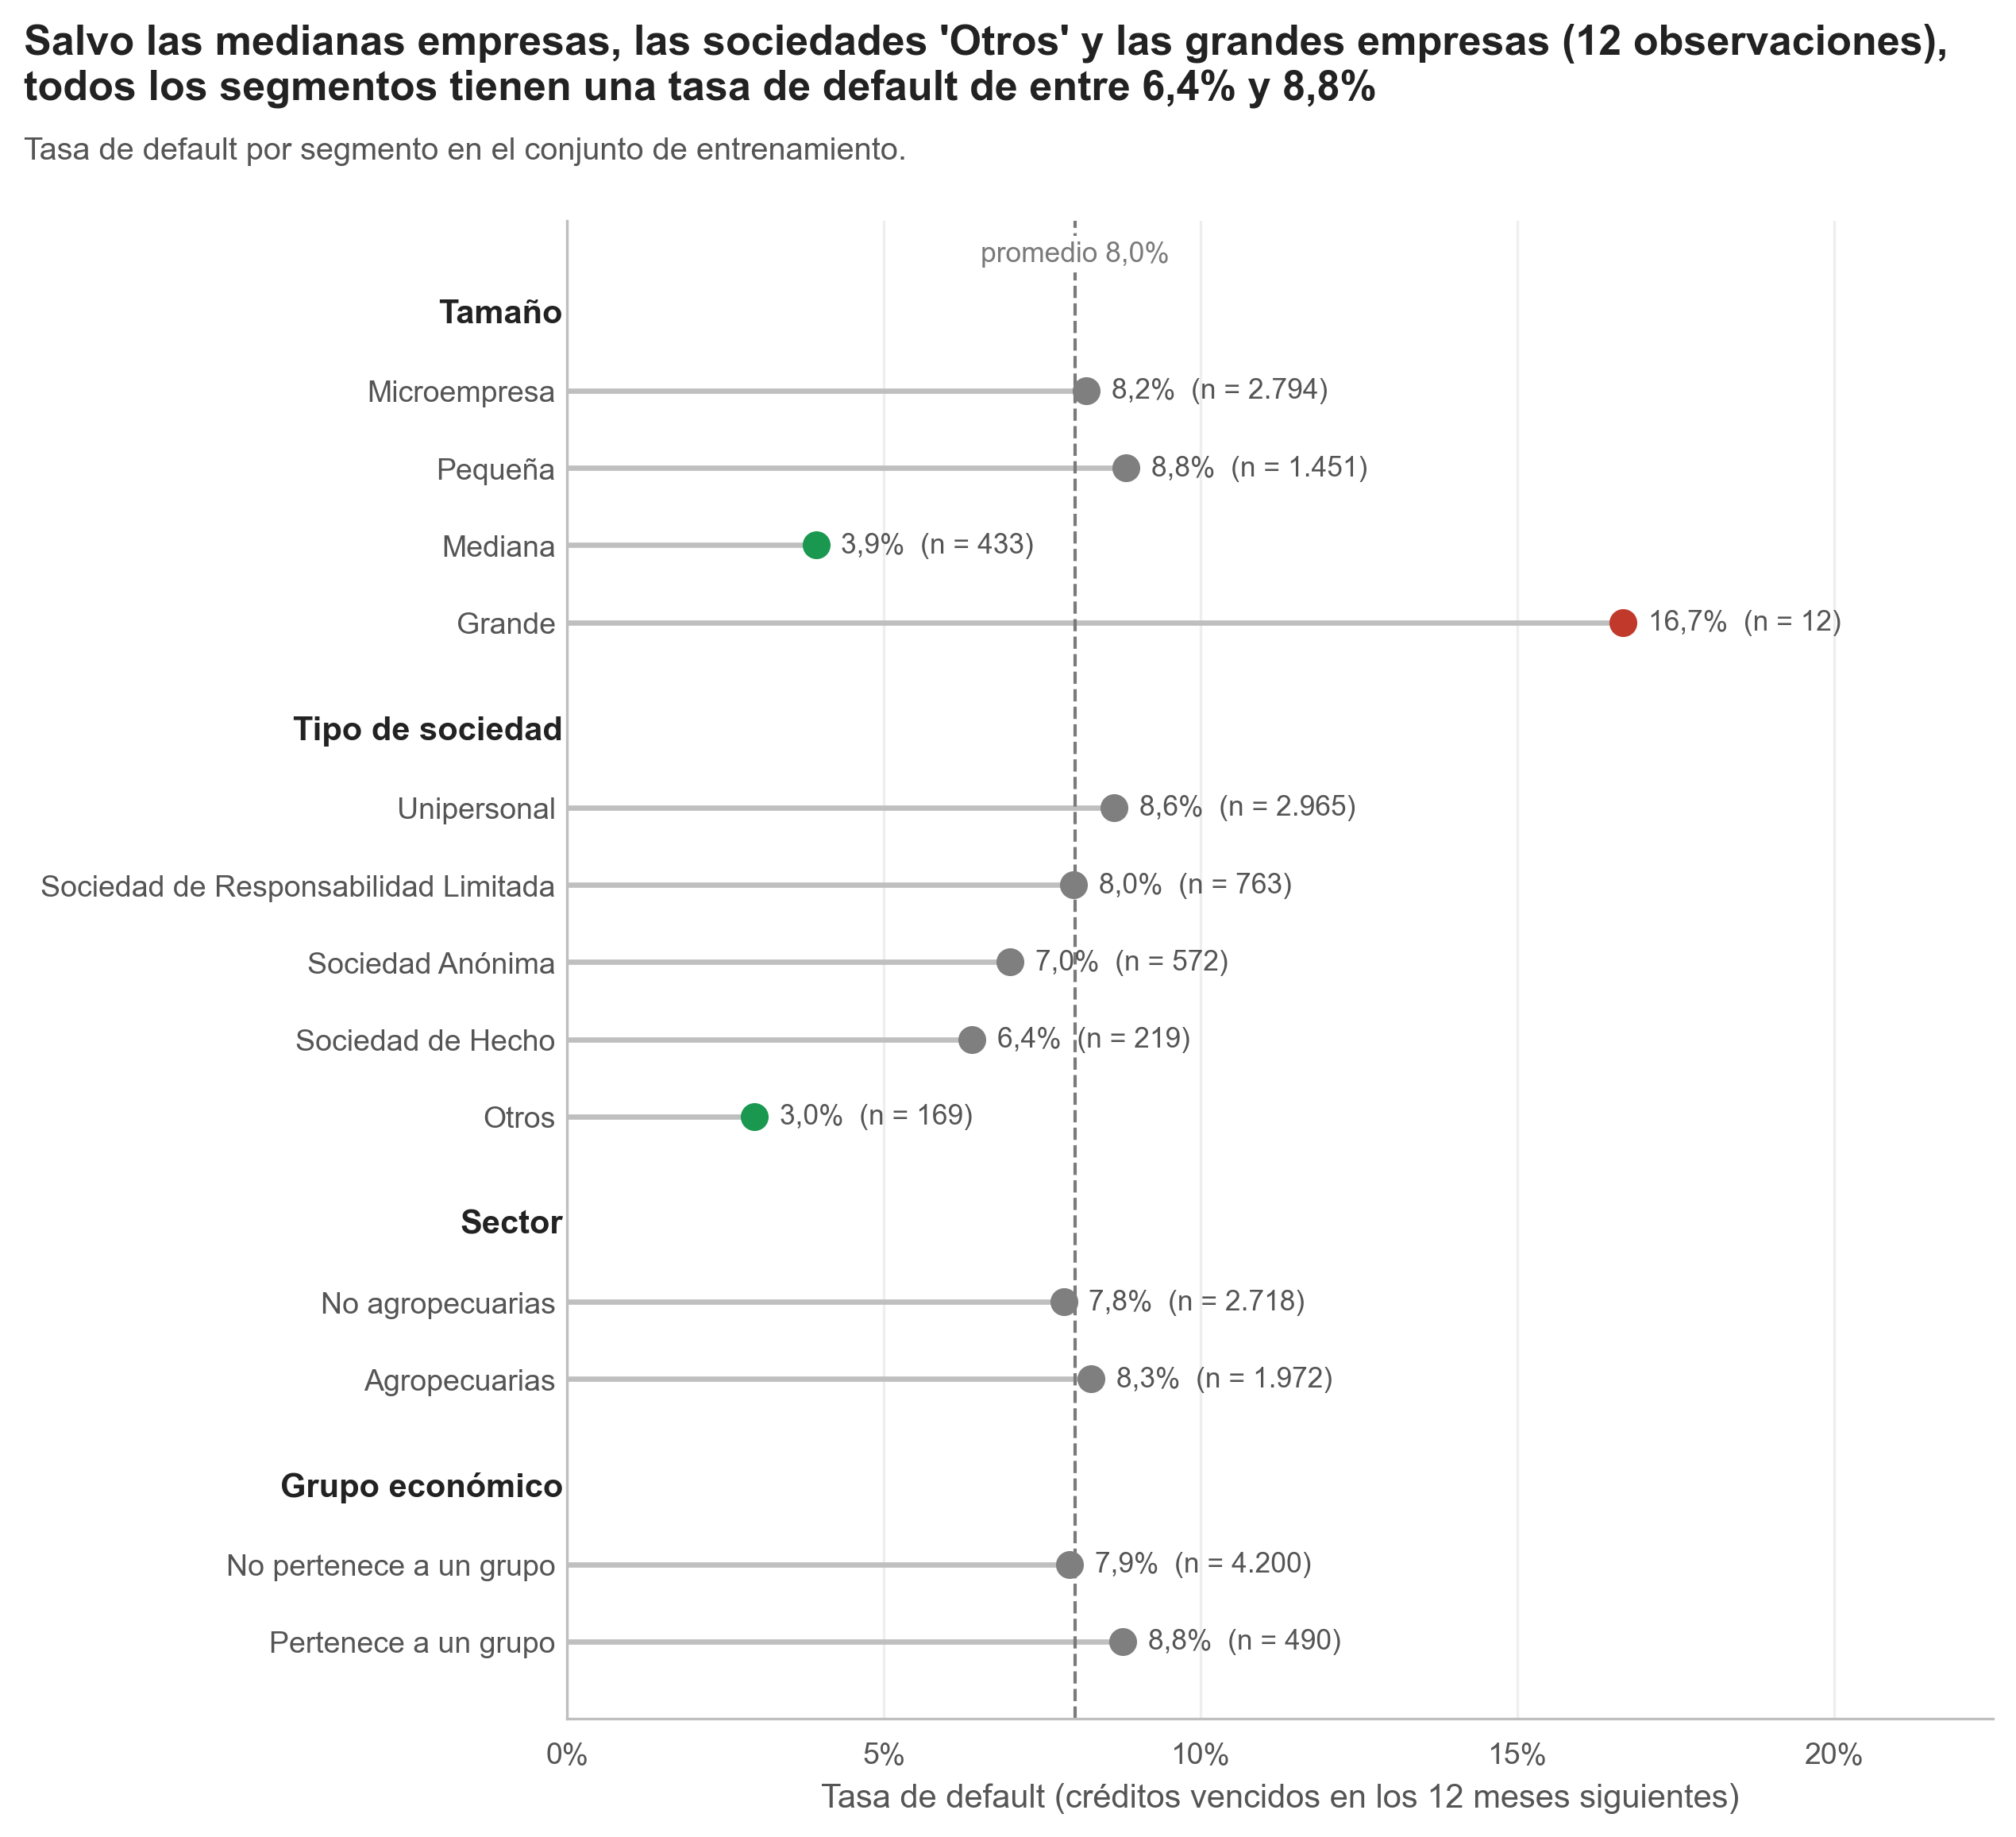 Salvo las medianas empresas, las sociedades 'Otros' y las grandes empresas (12 observaciones),
todos los segmentos tienen una tasa de default de entre 6,4% y 8,8%
Tasa de default por segmento en el conjunto de entrenamiento.
promedio 8,0%
Tamaño
Microempresa 8,2% (n = 2.794)
Pequeña 8,8% (n = 1.451)
Mediana 3,9% (n = 433)
Grande 16,7% (n = 12)
Tipo de sociedad
Unipersonal 8,6% (n = 2.965)
Sociedad de Responsabilidad Limitada 8,0% (n = 763)
Sociedad Anónima 7,0% (n = 572)
Sociedad de Hecho 6,4% (n = 219)
Otros 3,0% (n = 169)
Sector
No agropecuarias 7,8% (n = 2.718)
Agropecuarias 8,3% (n = 1.972)
Grupo económico
No pertenece a un grupo 7,9% (n = 4.200)
Pertenece a un grupo 8,8% (n = 490)
0% 5% 10% 15% 20%
Tasa de default (créditos vencidos en los 12 meses siguientes)